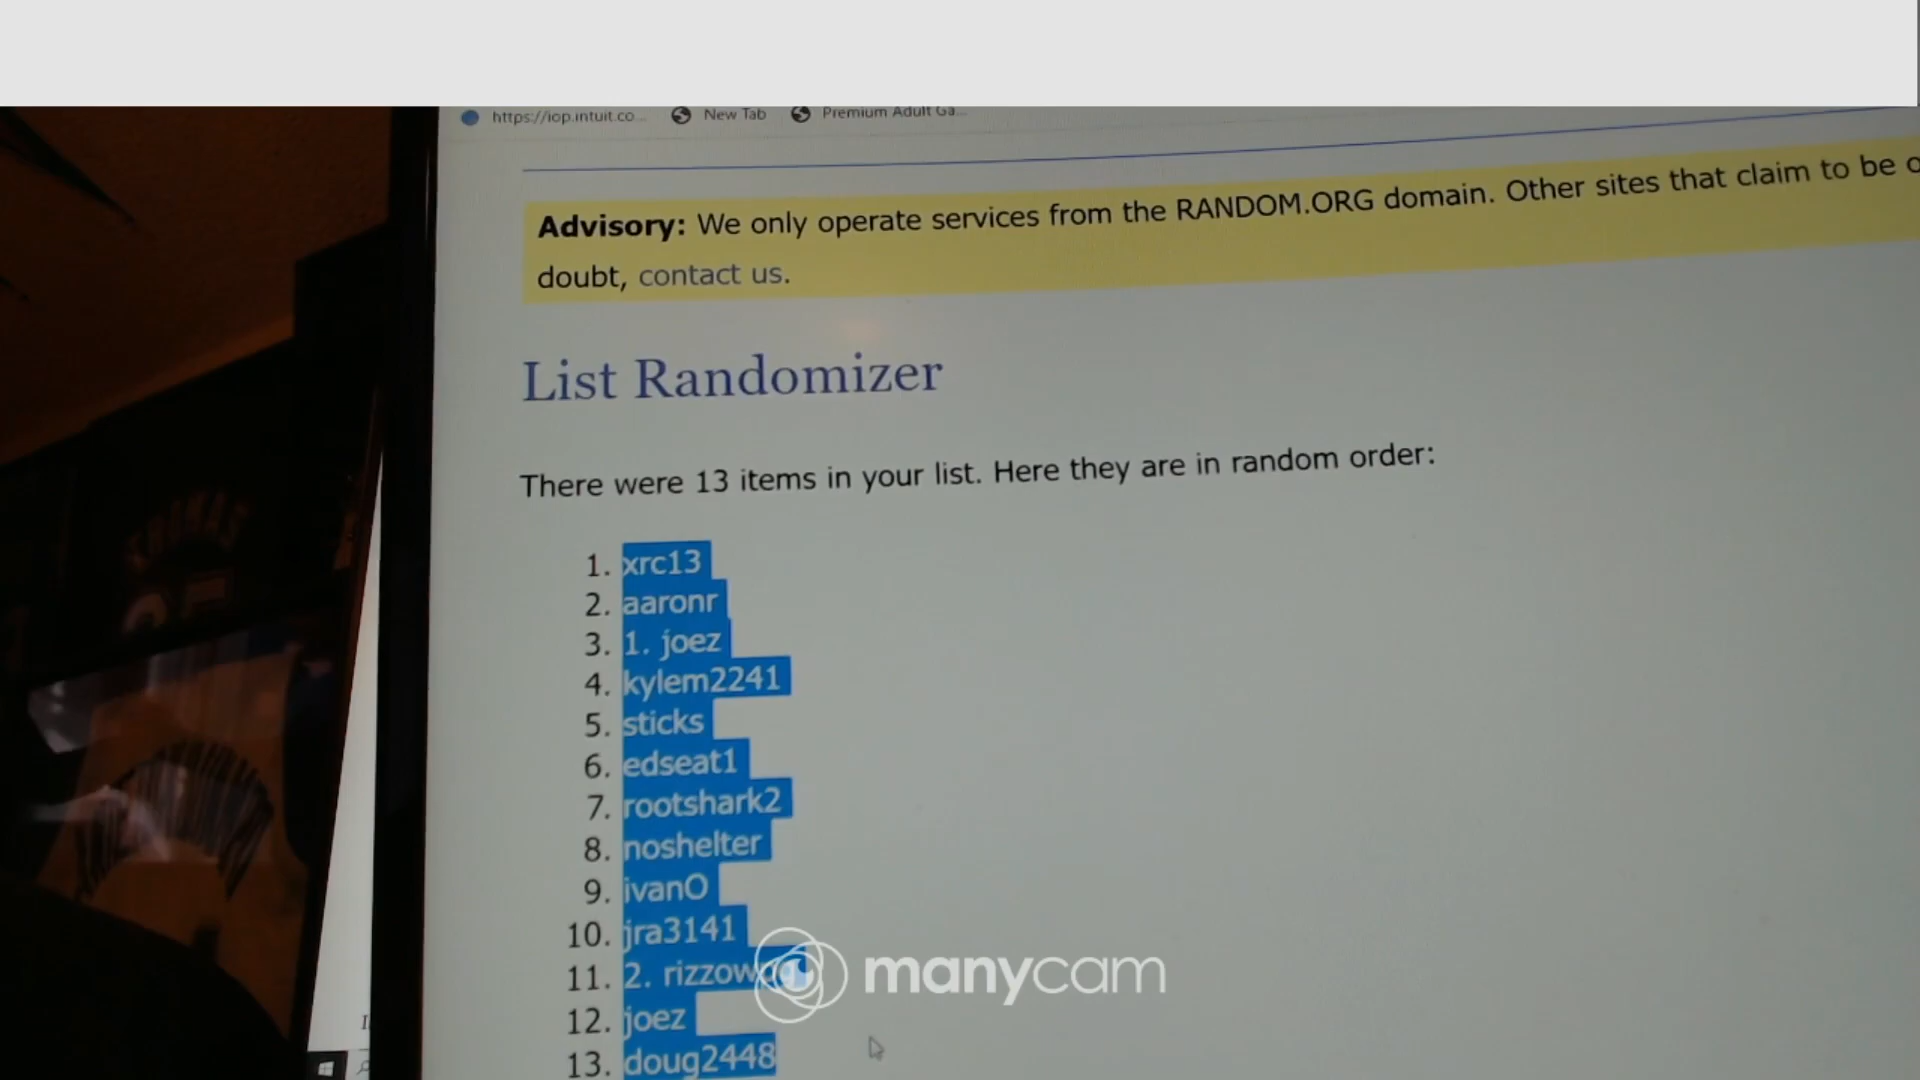 https://iop.intuit.co... New Tab Premium Adult Ga...
Advisory: We only operate services from the RANDOM.ORG domain. Other sites that claim to be
doubt, contact us.
List Randomizer
There were 13 items in your list. Here they are in random order:
1. xrc13
2. aaronr
3. 1. joez
4. kylem2241
5. sticks
6. edseat1
7. rootshark2
8. noshelter
9. ivanO
10. jra3141
11. 2.
12. joez
13. doug2448
manycam